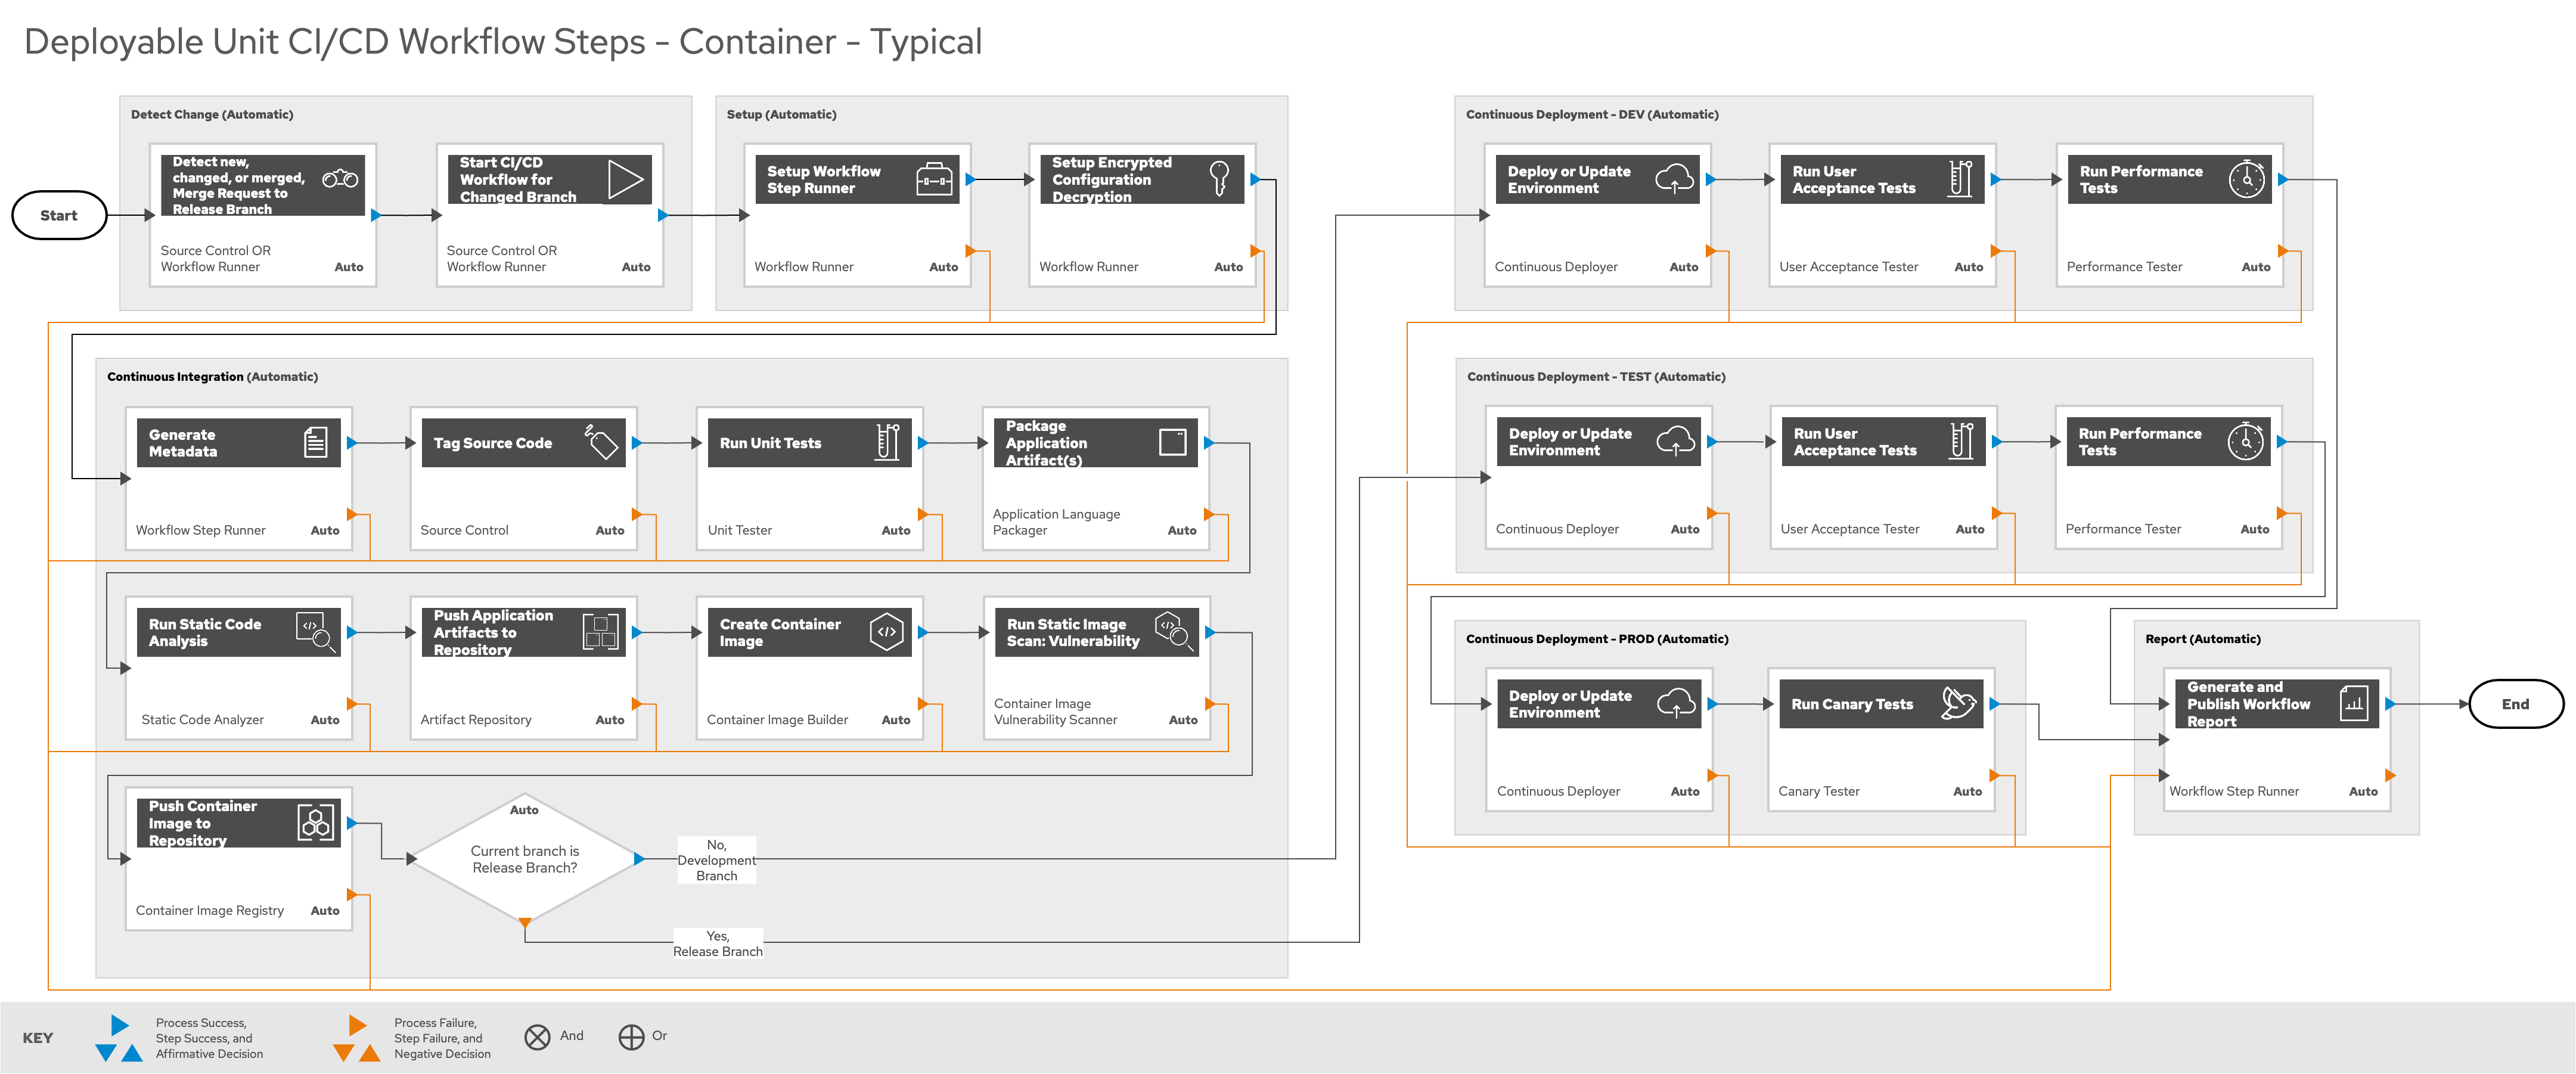 Deployable Unit CI/CD Workflow Steps - Container - Typical
Detect Change (Automatic)
Start
Detect new,
changed, or merged,
Merge Request to
Release Branch
Source Control OR
Workflow Runner
Auto
Start CI/CD
Workflow for
Changed Branch
Source Control OR
Workflow Runner
Auto
Setup (Automatic)
Setup Workflow
Step Runner
Workflow Runner
Auto
Setup Encrypted
Configuration
Decryption
Workflow Runner
Auto
Continuous Integration (Automatic)
Generate
Metadata
Workflow Step Runner
Auto
Tag Source Code
Source Control
Auto
Run Unit Tests
Unit Tester
Auto
Package
Application
Artifact(s)
Application Language
Packager
Auto
Run Static Code
Analysis
Static Code Analyzer
Auto
Push Application
Artifacts to
Repository
Artifact Repository
Auto
Create Container
Image
Container Image Builder
Auto
Run Static Image
Scan: Vulnerability
Container Image
Vulnerability Scanner
Auto
Push Container
Image to
Repository
Container Image Registry
Auto
Auto
Current branch is
Release Branch?
No,
Development
Branch
Yes,
Release Branch
Continuous Deployment - DEV (Automatic)
Deploy or Update
Environment
Continuous Deployer
Auto
Run User
Acceptance Tests
User Acceptance Tester
Auto
Run Performance
Tests
Performance Tester
Auto
Continuous Deployment - TEST (Automatic)
Deploy or Update
Environment
Continuous Deployer
Auto
Run User
Acceptance Tests
User Acceptance Tester
Auto
Run Performance
Tests
Performance Tester
Auto
Continuous Deployment - PROD (Automatic)
Deploy or Update
Environment
Continuous Deployer
Auto
Run Canary Tests
Canary Tester
Auto
Report (Automatic)
Generate and
Publish Workflow
Report
Workflow Step Runner
Auto
End
KEY
Process Success,
Step Success, and
Affirmative Decision
Process Failure,
Step Failure, and
Negative Decision
And
Or